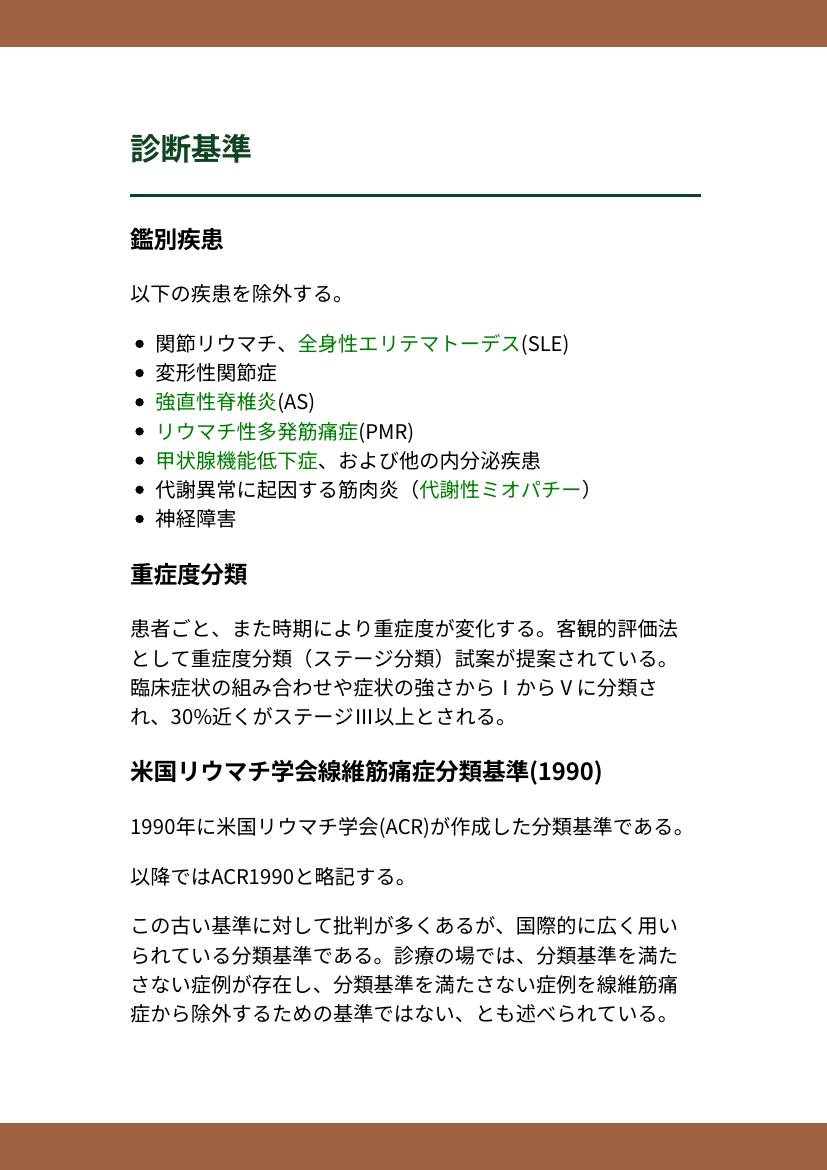 診断基準
鑑別疾患
以下の疾患を除外する。
• 関節リウマチ、全身性エリテマトーデス(SLE)
• 変形性関節症
• 強直性脊椎炎(AS)
• リウマチ性多発筋痛症(PMR)
• 甲状腺機能低下症、および他の内分泌疾患
• 代謝異常に起因する筋肉炎（代謝性ミオパチー）
• 神経障害
重症度分類
患者ごと、また時期により重症度が変化する。客観的評価法
として重症度分類（ステージ分類）試案が提案されている。
臨床症状の組み合わせや症状の強さからⅠからⅤに分類さ
れ、30%近くがステージⅢ以上とされる。
米国リウマチ学会線維筋痛症分類基準(1990)
1990年に米国リウマチ学会(ACR)が作成した分類基準である。
以降ではACR1990と略記する。
この古い基準に対して批判が多くあるが、国際的に広く用い
られている分類基準である。診療の場では、分類基準を満た
さない症例が存在し、分類基準を満たさない症例を線維筋痛
症から除外するための基準ではない、とも述べられている。